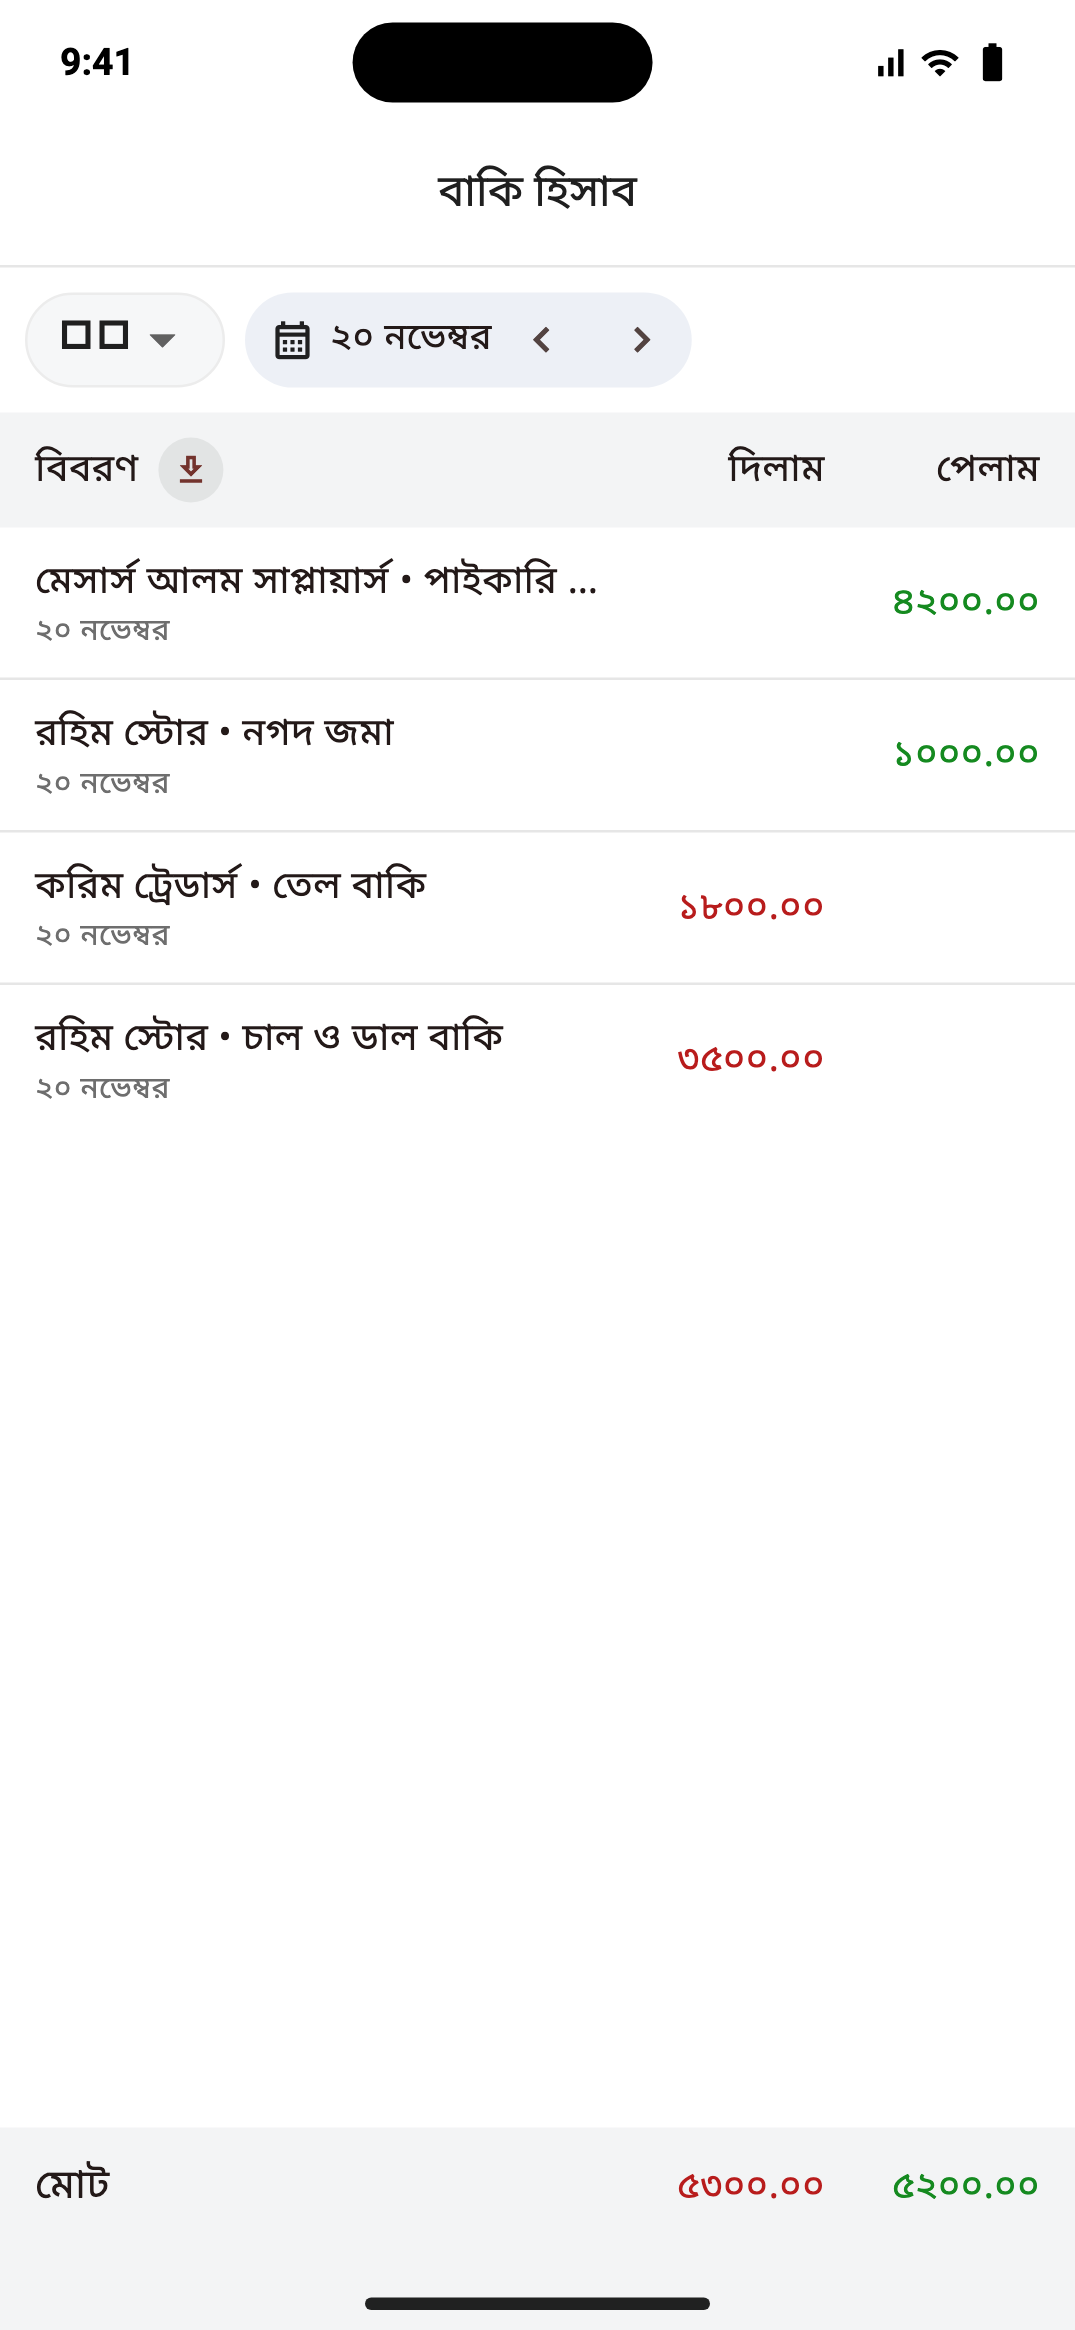 9:41
বাকি হিসাব
২০ নভেম্বর
বিবরণ দিলাম পেলাম
মেসার্স আলম সাপ্লায়ার্স • পাইকারি ...
৪২০০.০০
২০ নভেম্বর
রহিম স্টোর • নগদ জমা
১০০০.০০
২০ নভেম্বর
করিম ট্রেডার্স • তেল বাকি
১৮০০.০০
২০ নভেম্বর
রহিম স্টোর • চাল ও ডাল বাকি
৩৫০০.০০
২০ নভেম্বর
মোট ৫৩০০.০০ ৫২০০.০০